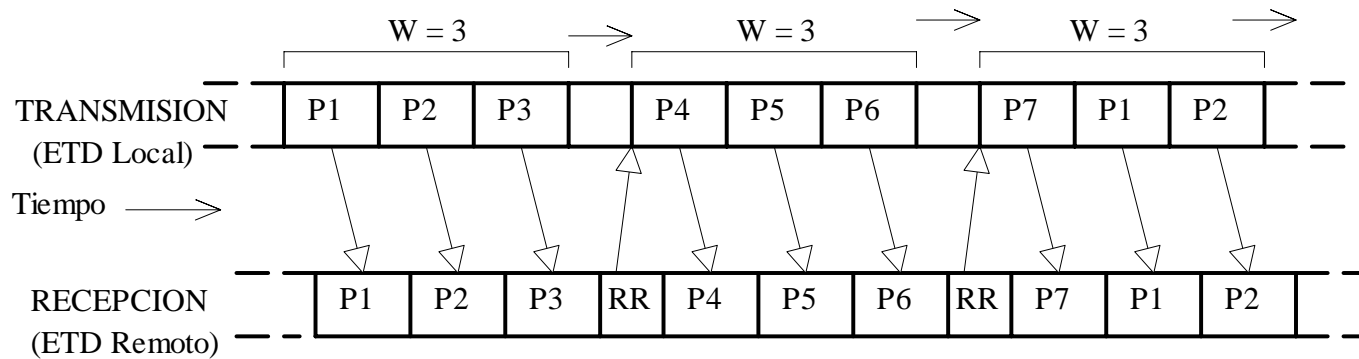 W = 3 W = 3 W = 3
TRANSMISION P1 P2 P3 P4 P5 P6 P7 P1 P2
(ETD Local)
Tiempo
RECEPCION P1 P2 P3 RR P4 P5 P6 RR P7 P1 P2
(ETD Remoto)